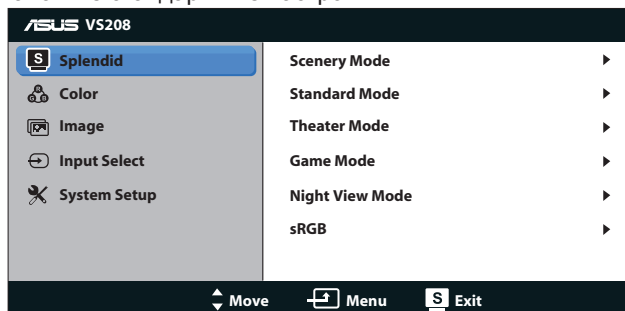 ASUS VS208
S Splendid
Color
Image
Input Select
System Setup
Scenery Mode
Standard Mode
Theater Mode
Game Mode
Night View Mode
sRGB
Move Menu S Exit